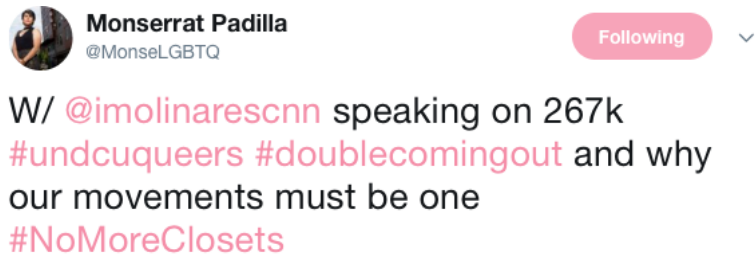 Monserrat Padilla
@MonseLGBTQ
Following
W/ @imolinarescnn speaking on 267k
#undcuqueers #doublecomingout and why
our movements must be one
#NoMoreClosets